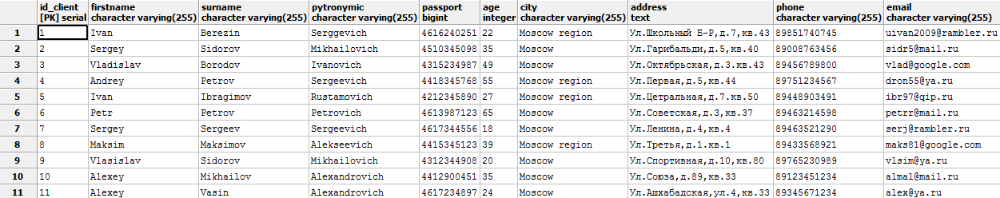 id_client firstname surname pytronymic passport age city address phone email
[PK] serial character varying(255) character varying(255) character varying(255) bigint integer character varying(255) text character varying(255) character varying(255)
1 1 Ivan Berezin Serggevich 4616240251 22 Moscow region Ул.Школьный Б-Р,д.7,кв.43 89851740745 uivan2009@rambler.ru
2 2 Sergey Sidorov Mikhailovich 4510345098 35 Moscow Ул.Гарибальди,д.5,кв.40 89008763456 sidr5@mail.ru
3 3 Vladislav Borodov Ivanovich 4315234987 49 Moscow Ул.Октябрьская,д.3.кв.43 89456789800 vlad@google.com
4 4 Andrey Petrov Sergeevich 4418345768 55 Moscow region Ул.Первая,д.5,кв.44 89751234567 dron55@ya.ru
5 5 Ivan Ibragimov Rustamovich 4212345890 27 Moscow region Ул.Цетральная,д.7.кв.50 89448903491 ibr97@qip.ru
6 6 Petr Petrov Petrovich 4613987123 65 Moscow Ул.Советская,д.3,кв.37 89463214598 petrr@mail.ru
7 7 Sergey Sergeev Sergeevich 4617344556 18 Moscow Ул.Ленина,д.4,кв.4 89463521290 serj@rambler.ru
8 8 Maksim Maksimov Alekseevich 4415345123 39 Moscow region Ул.Третья,д.1.кв.1 89433568921 maks81@google.com
9 9 Vlasislav Simonov Olegovich 4312344908 20 Moscow Ул.Спортивная,д.10,кв.80 89765230989 vlsim@ya.ru
10 10 Alexey Mikhailov Alexandrovich 4412900451 35 Moscow Ул.Союза,д.89,кв.33 89123451234 almal@mail.ru
11 11 Alexey Vasin Alexandrovich 4617234897 24 Moscow Ул.Ашхабадская,ул.4,кв.33 89345671234 alex@ya.ru